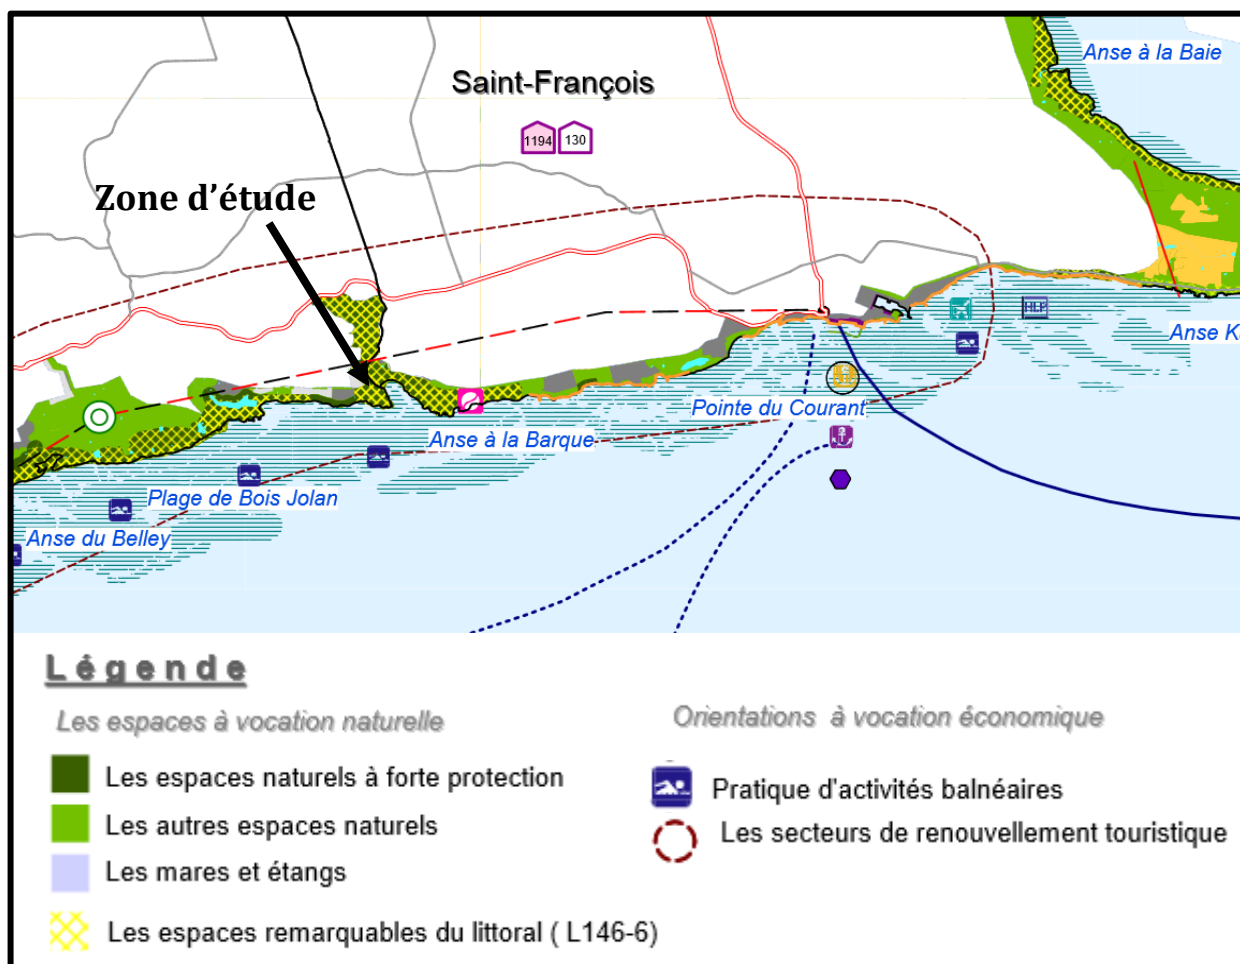 Anse à la Baie
Saint-François
1194
130
Zone d'étude
HLP
Anse K
Pointe du Courant
Anse à la Barque
Plage de Bois Jolan
Anse du Belley
Légende
Les espaces à vocation naturelle
Orientations à vocation économique
Les espaces naturels à forte protection
Pratique d'activités balnéaires
Les autres espaces naturels
Les secteurs de renouvellement touristique
Les mares et étangs
Les espaces remarquables du littoral ( L146-6)